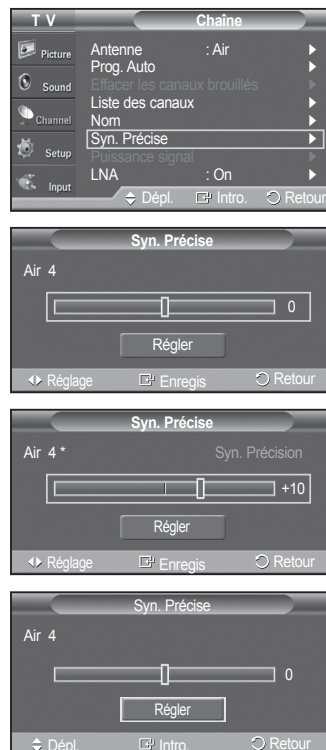 T V
Chaîne
Picture
Sound
Channel
Setup
Input
Antenne : Air
Prog. Auto
Effacer les canaux brouillés
Liste des canaux
Nom
Syn. Précise
Puissance signal
LNA : On
Dépl. Intro. Retour
Syn. Précise
Air 4
0
Régler
Réglage Enregis Retour
Syn. Précise
Air 4 * Syn. Précision
+10
Régler
Réglage Enregis Retour
Syn. Précise
Air 4
0
Régler
Dépl. Intro. Retour